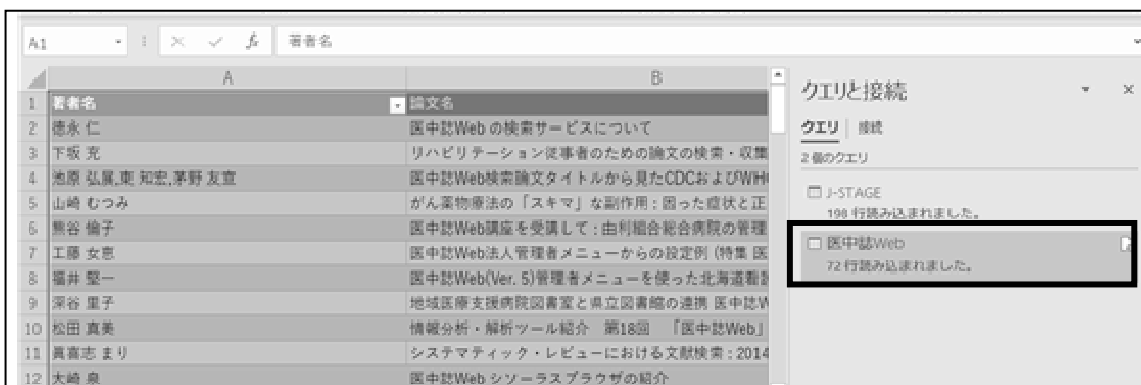 A1 fx 著者名
A B
1 著者名 論文名
2 徳永 仁 医中誌Web の検索サービスについて
3 下坂 充 リハビリテーション従事者のための論文の検索・収集
4 池原 弘展,東 知宏,茅野 友宣 医中誌Web検索論文タイトルから見たCDCおよびWH
5 山崎 むつみ がん薬物療法の「スキマ」な副作用：困った症状と正
6 熊谷 倫子 医中誌Web講座を受講して：由利組合総合病院の管理
7 工藤 女恵 医中誌Web法人管理者メニューからの設定例 (特集 医
8 福井 堅一 医中誌Web(Ver. 5)管理者メニューを使った北海道看
9 深谷 里子 地域医療支援病院図書室と県立図書館の連携 医中誌W
10 松田 真美 情報分析・解析ツール紹介 第18回 「医中誌Web」
11 眞喜志 まり システマティック・レビューにおける文献検索：2014
12 大崎 泉 医中誌Web シソーラスブラウザの紹介
クエリと接続
クエリ 接続
2 個のクエリ
J-STAGE
198 行読み込まれました。
医中誌Web
72 行読み込まれました。